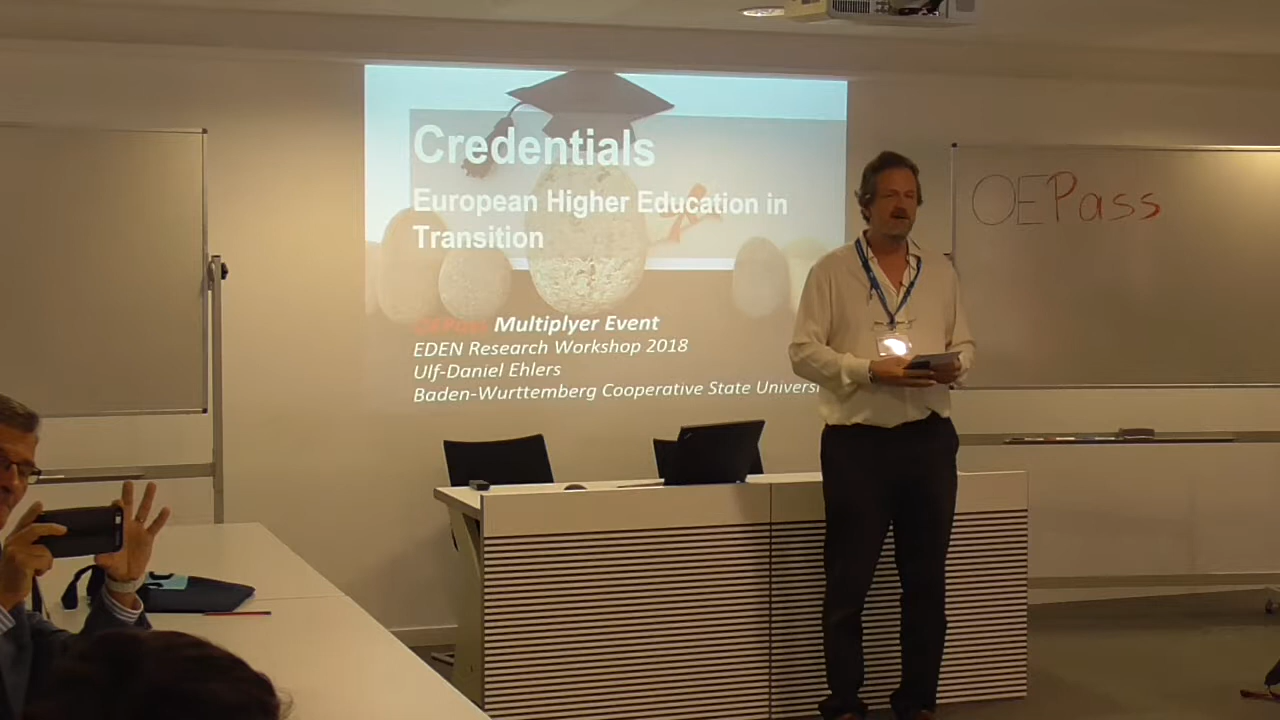 Credentials
European Higher Education in
Transition
OEPass Multiplyer Event
EDEN Research Workshop 2018
Ulf-Daniel Ehlers
Baden-Wurttemberg Cooperative State Universi
OEPass